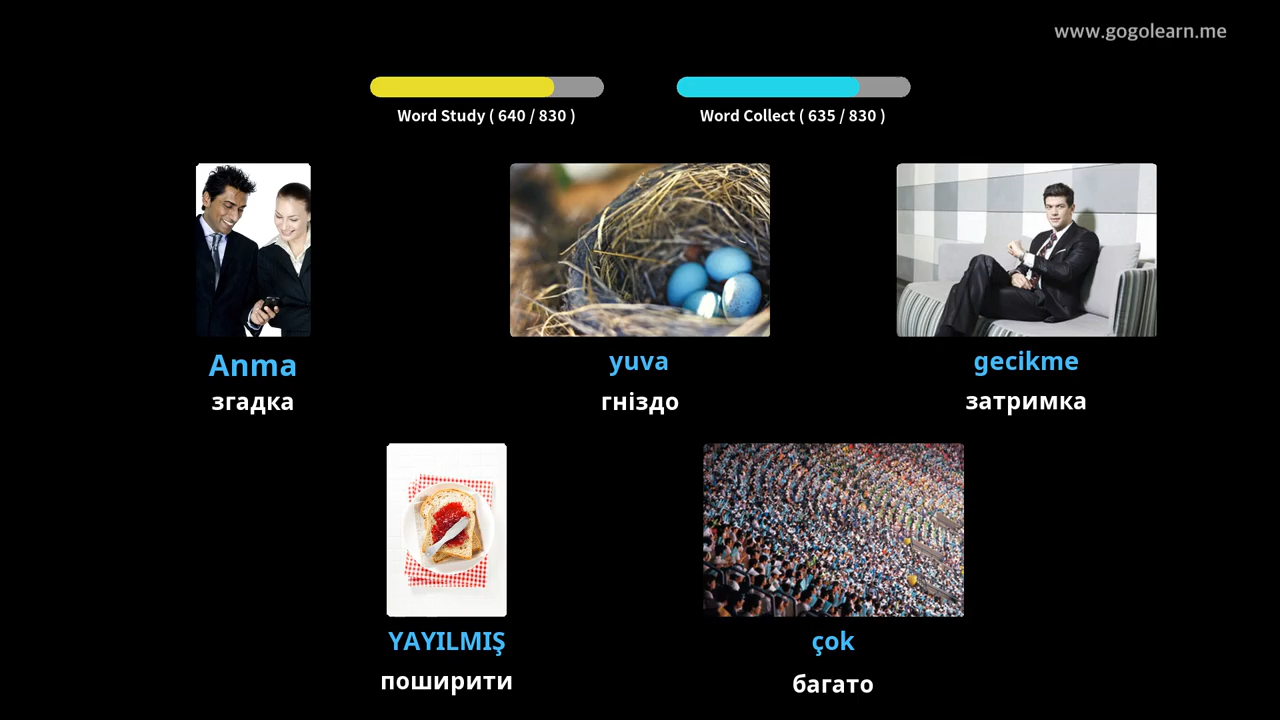 www.gogolearn.me
Word Study ( 640 / 830 )
Word Collect ( 635 / 830 )
Anma
згадка
yuva
гніздо
gecikme
затримка
YAYILMIŞ
поширити
çok
багато